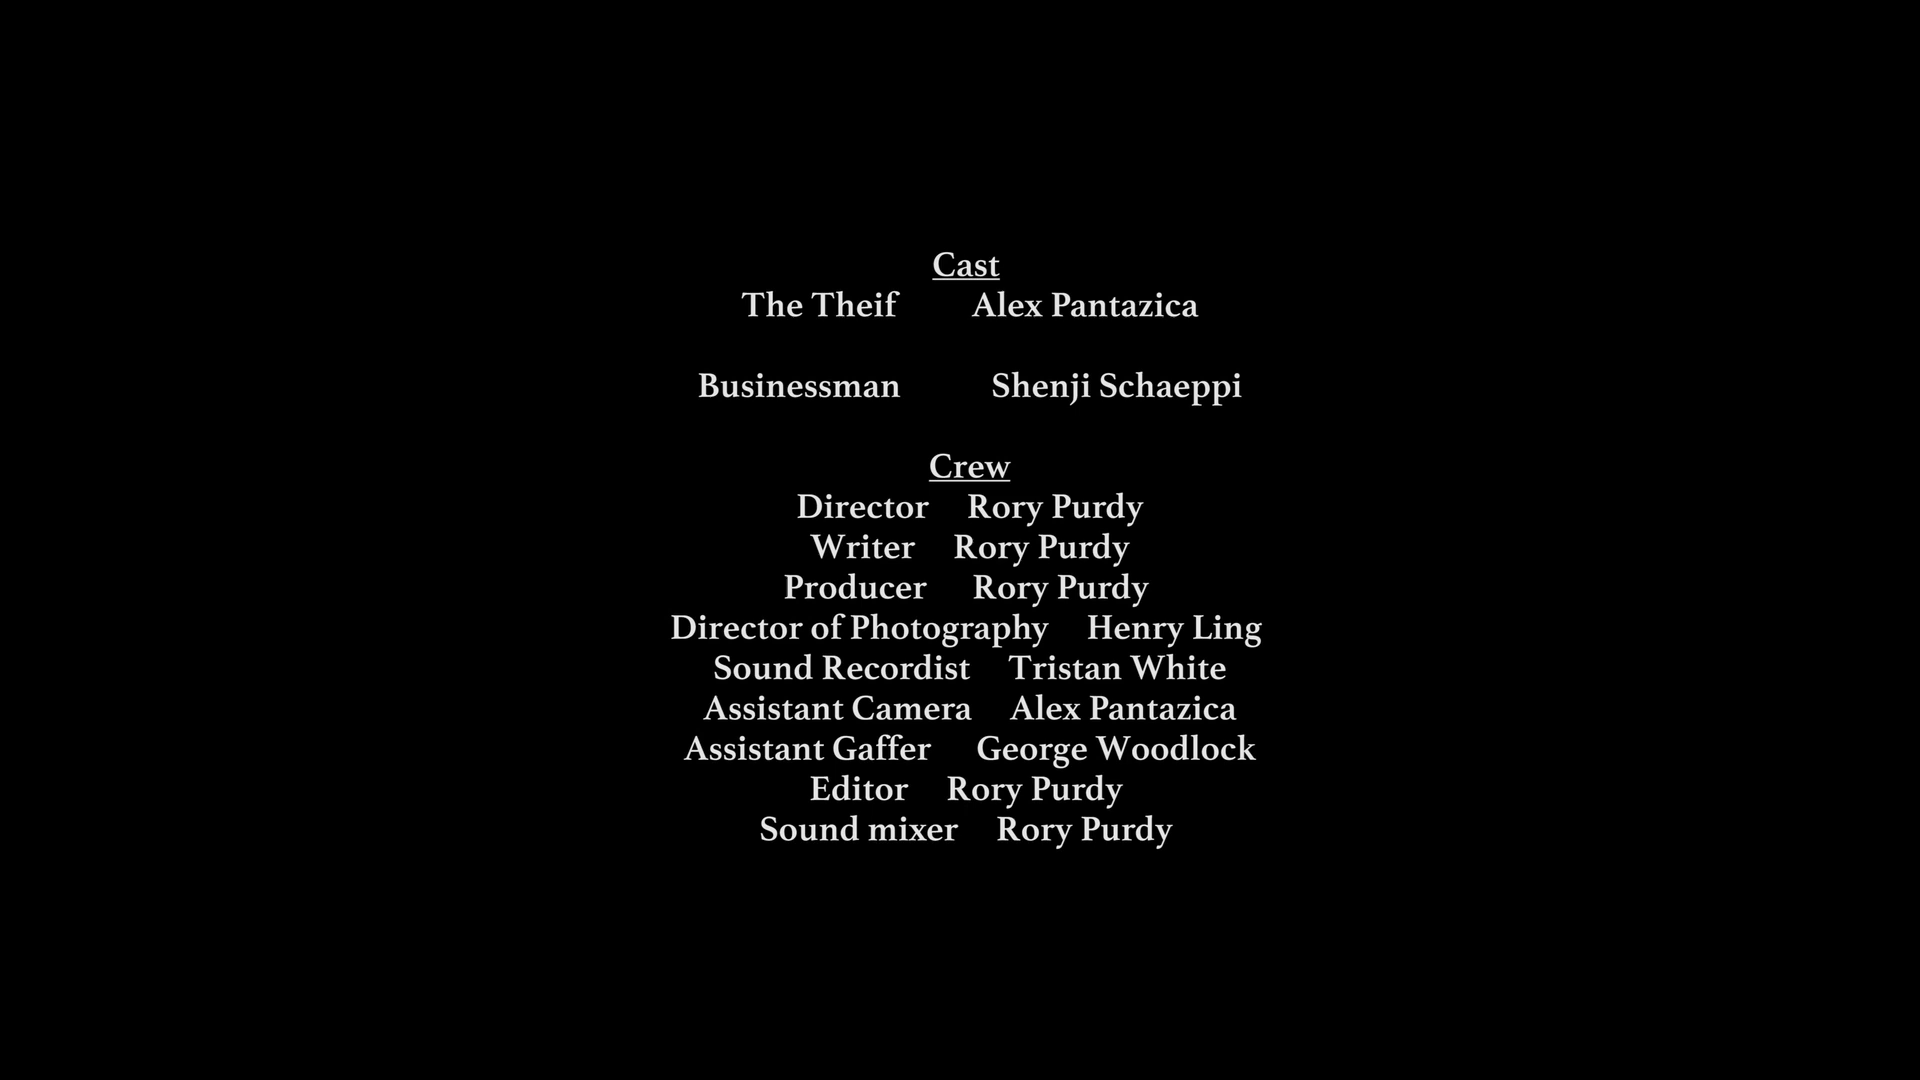 Cast
The Theif Alex Pantazica
Businessman Shenji Schaeppi
Crew
Director Rory Purdy
Writer Rory Purdy
Producer Rory Purdy
Director of Photography Henry Ling
Sound Recordist Tristan White
Assistant Camera Alex Pantazica
Assistant Gaffer George Woodlock
Editor Rory Purdy
Sound mixer Rory Purdy